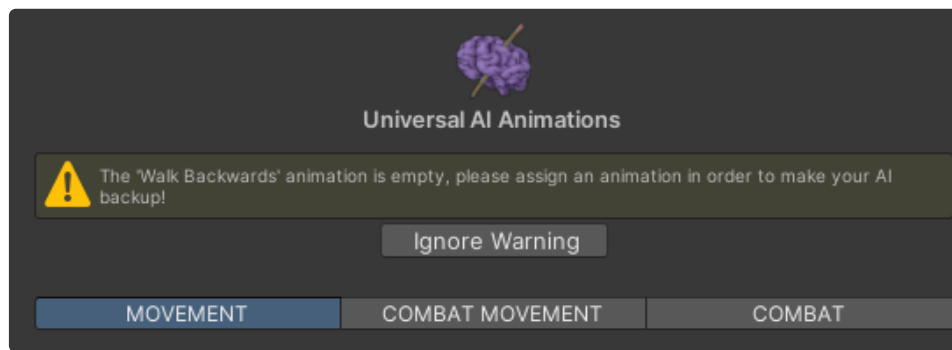 Universal AI Animations
The 'Walk Backwards' animation is empty, please assign an animation in order to make your AI
backup!
Ignore Warning
MOVEMENT
COMBAT MOVEMENT
COMBAT